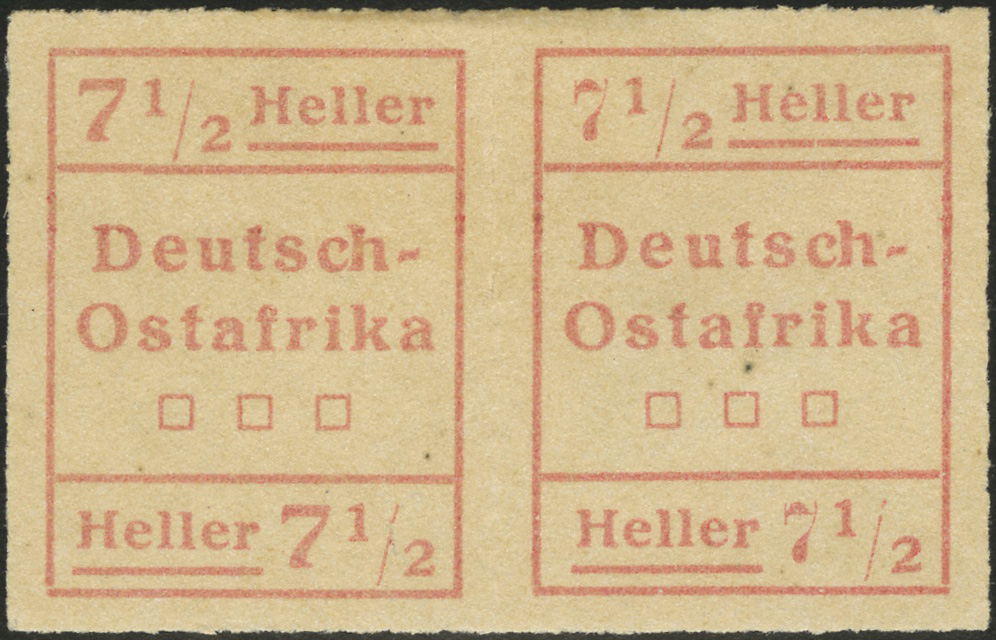 7 1/2 Heller
Deutsch-
Ostafrika
Heller 7 1/2
7 1/2 Heller
Deutsch-
Ostafrika
Heller 7 1/2